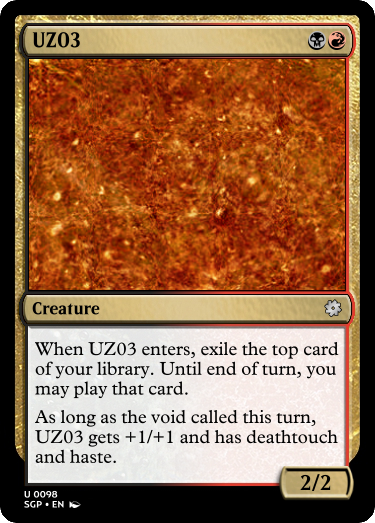 UZ03
Creature
When UZ03 enters, exile the top card
of your library. Until end of turn, you
may play that card.
As long as the void called this turn,
UZ03 gets +1/+1 and has deathtouch
and haste.
2/2
U 0098
SGP • EN